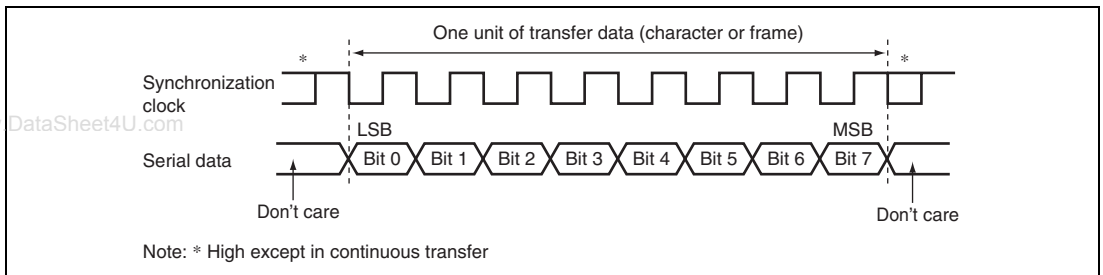 One unit of transfer data (character or frame)
* *
Synchronization
clock
DataSheet4U.com
LSB MSB
Serial data Bit 0 Bit 1 Bit 2 Bit 3 Bit 4 Bit 5 Bit 6 Bit 7
Don't care Don't care
Note: * High except in continuous transfer